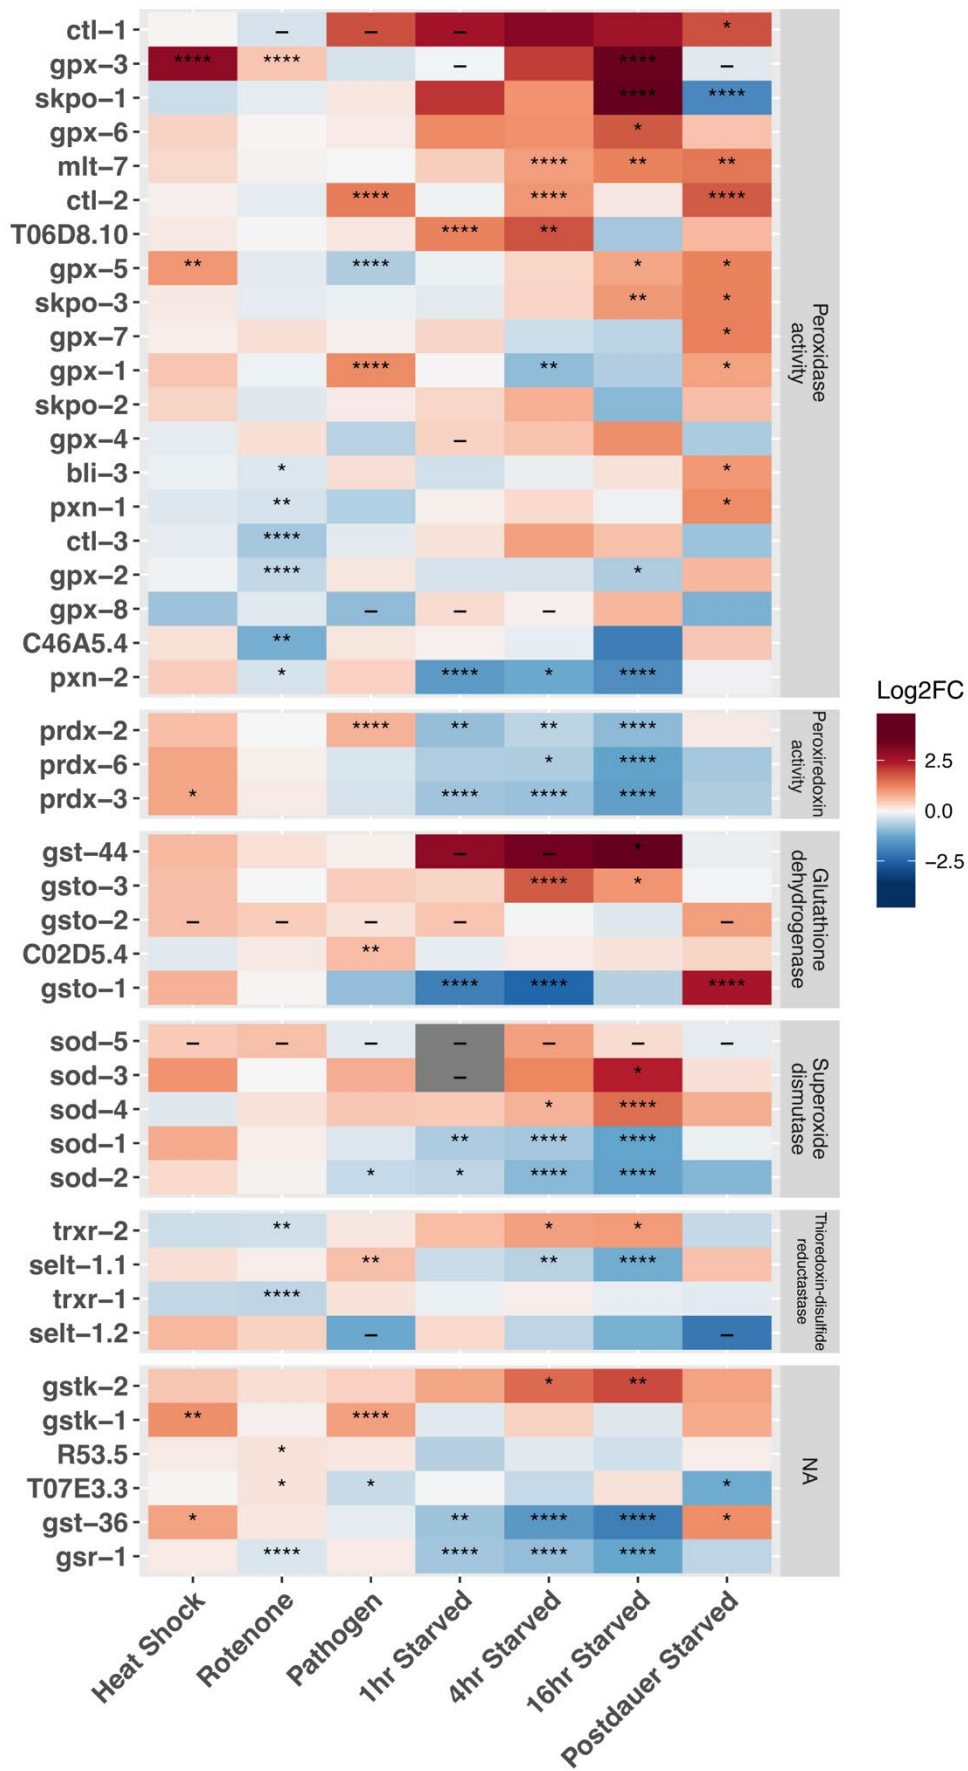 ctl−1
–
–
–
*
gpx−3
****
****
–
****
–
skpo−1
****
****
gpx−6
*
mlt−7
****
**
**
ctl−2
****
****
****
T06D8.10
****
**
gpx−5
**
****
*
*
skpo−3
**
*
gpx−7
*
gpx−1
****
**
*
skpo−2
gpx−4
–
bli−3
*
*
pxn−1
**
*
ctl−3
****
gpx−2
****
*
gpx−8
–
–
–
C46A5.4
**
pxn−2
*
****
*
****
Peroxidase
activity
prdx−2
****
**
**
****
prdx−6
*
****
prdx−3
*
****
****
****
Peroxiredoxin
activity
gst−44
–
–
*
gsto−3
****
*
gsto−2
–
–
–
–
–
C02D5.4
**
gsto−1
****
****
****
Glutathione
dehydrogenase
sod−5
–
–
–
–
–
–
–
sod−3
–
*
sod−4
*
****
sod−1
**
****
****
sod−2
*
*
****
****
Superoxide
dismutase
trxr−2
**
*
*
selt−1.1
**
**
****
trxr−1
****
selt−1.2
–
–
Thioredoxin−disulfide
reductastase
gstk−2
*
**
gstk−1
**
****
R53.5
*
T07E3.3
*
*
*
gst−36
*
**
****
****
*
gsr−1
****
****
****
****
NA
Heat Shock
Rotenone
Pathogen
1hr Starved
4hr Starved
16hr Starved
Postdauer Starved
Log2FC
2.5
0.0
−2.5